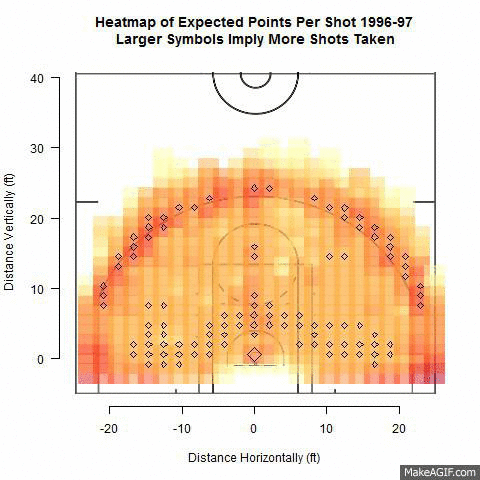 Heatmap of Expected Points Per Shot 1996-97
Larger Symbols Imply More Shots Taken
Distance Vertically (ft)
40
30
20
10
0
-20 -10 0 10 20
Distance Horizontally (ft)
MakeAGIF.com